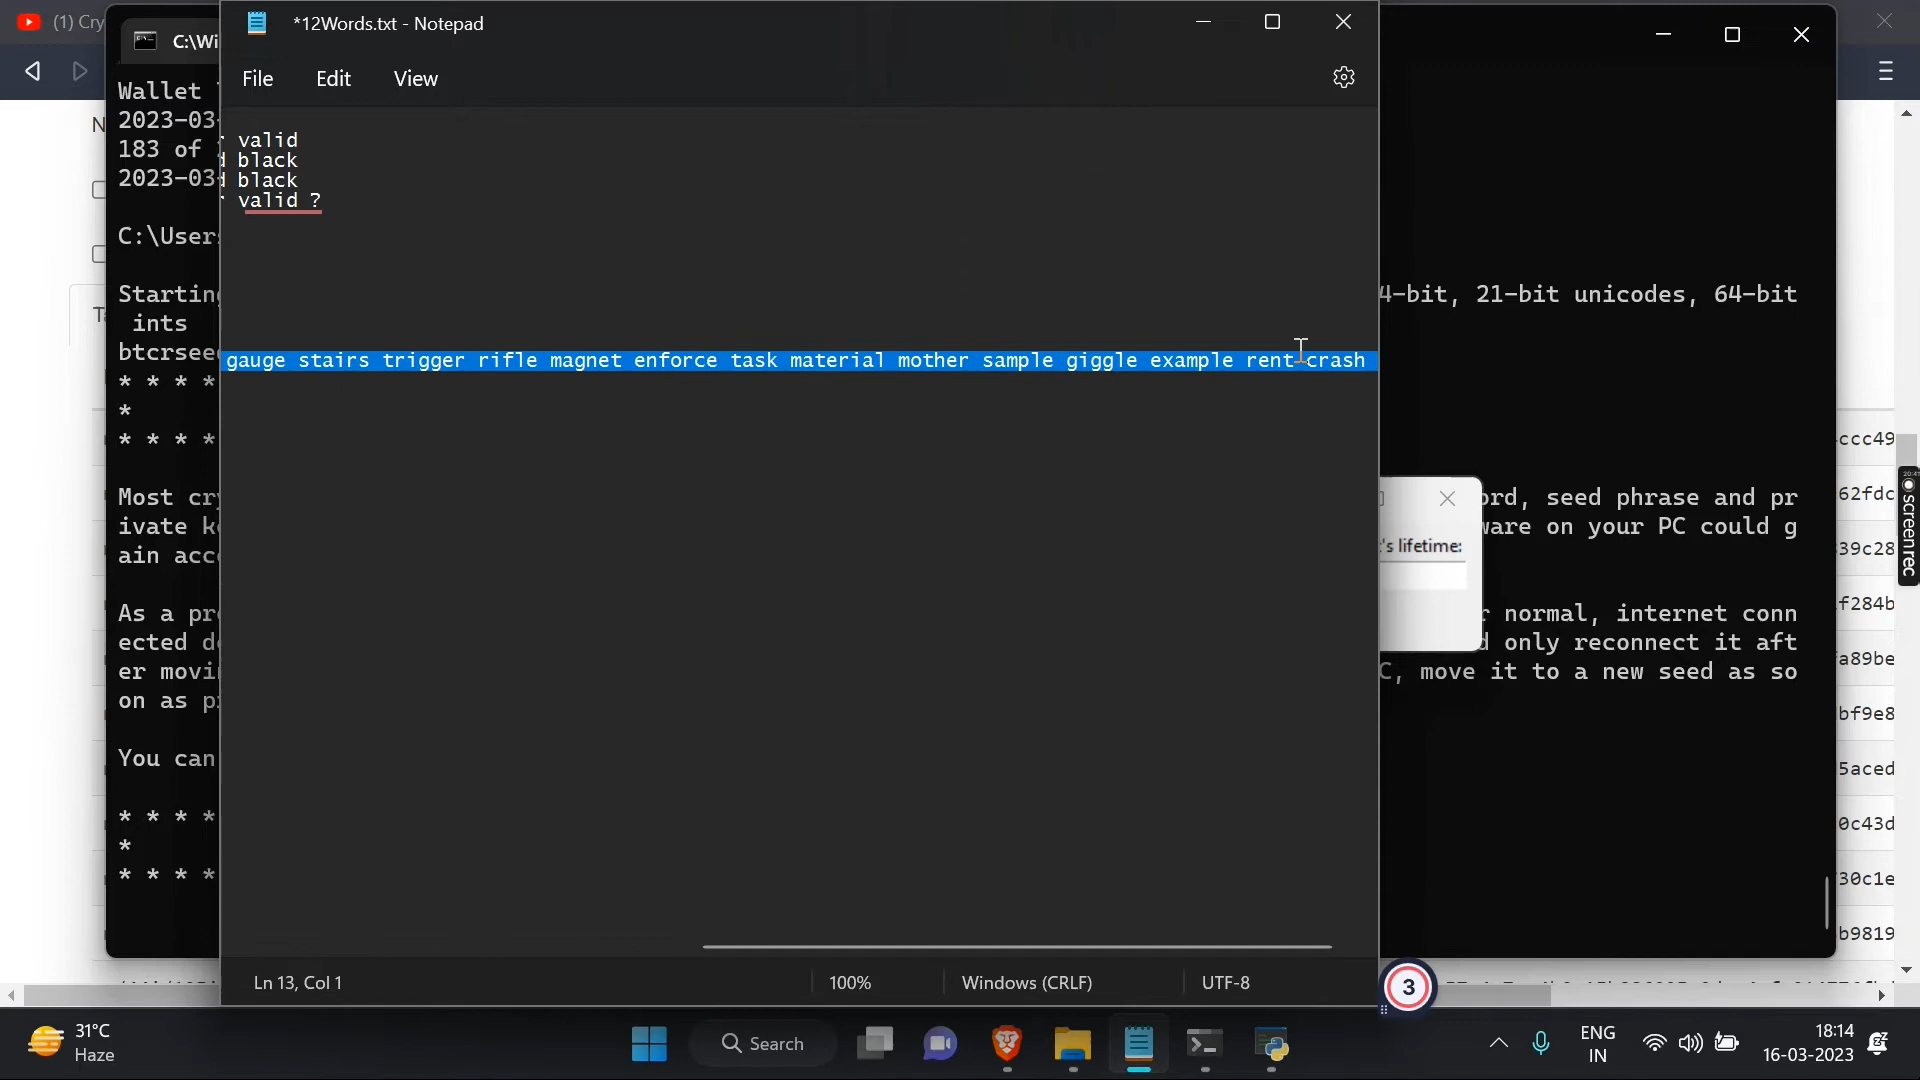 (1) Cry
C:\Wi
*12Words.txt - Notepad
File Edit View
Wallet
2023-03-
183 of
2023-03-
valid
black
black
valid ?
C:\Users
Starting
4-bit, 21-bit unicodes, 64-bit
ints
btcrseed
gauge stairs trigger rifle magnet enforce task material mother sample giggle example rent crash
* * * *
*
* * * *
Most cry
ord, seed phrase and pr
ivate k
ware on your PC could g
ain acc
t's lifetime:
As a pr
r normal, internet conn
ected d
d only reconnect it aft
er movi
C, move it to a new seed as so
on as p
You can
* * * *
*
* * * *
ccc49
62fdc
39c28
f284b
a89be
bf9e8
5aced
0c43d
30c1e
b9819
screenrec
Ln 13, Col 1
100%
Windows (CRLF)
UTF-8
3
31°C
Haze
Search
ENG
IN
18:14
16-03-2023